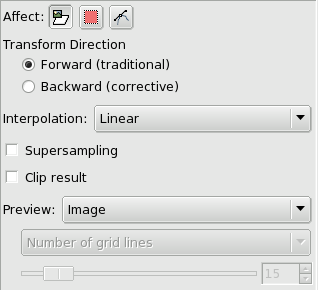 Affect:
Transform Direction
Forward (traditional)
Backward (corrective)
Interpolation: Linear
Supersampling
Clip result
Preview: Image
Number of grid lines
15